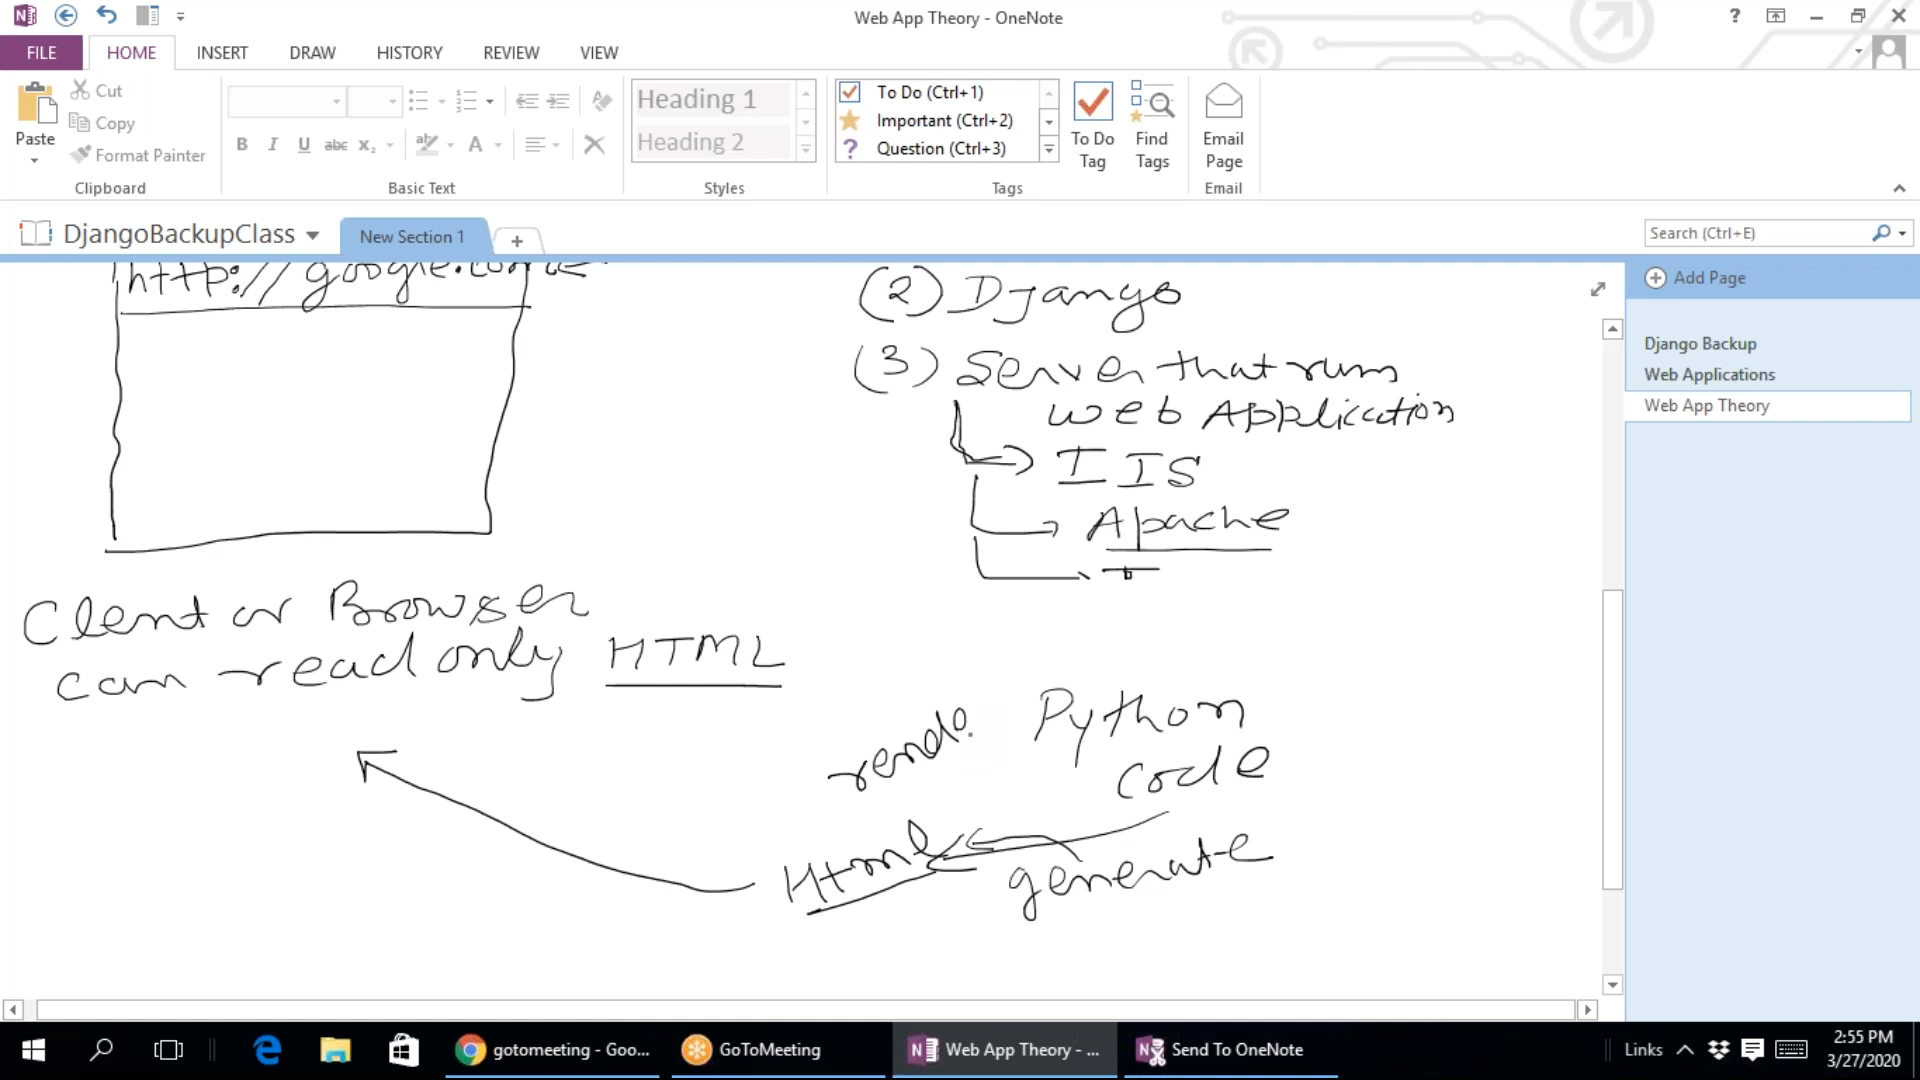 Web App Theory - OneNote
FILE HOME INSERT DRAW HISTORY REVIEW VIEW
Paste
Cut
Copy
Format Painter
Clipboard
Basic Text
Heading 1
Heading 2
Styles
To Do (Ctrl+1)
Important (Ctrl+2)
Question (Ctrl+3)
Tags
To Do
Tag
Find
Tags
Email
Page
Email
DjangoBackupClass
New Section 1
Search (Ctrl+E)
Add Page
Django Backup
Web Applications
Web App Theory
http://google.com
(2) Django
(3) Server that runs
web Application
IIS
Apache
T
Client or Browser
can read only HTML
Python
code
Html
generate
gotomeeting - Goo...
GoToMeeting
Web App Theory - ...
Send To OneNote
Links
2:55 PM
3/27/2020